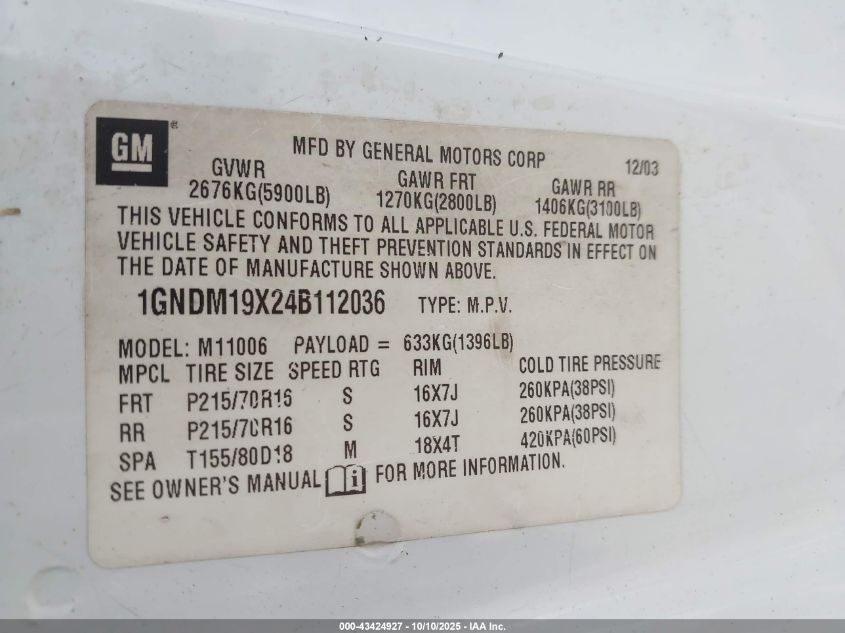 GM®
MFD BY GENERAL MOTORS CORP 12/03
GVWR GAWR FRT GAWR RR
2676KG(5900LB) 1270KG(2800LB) 1406KG(3100LB)
THIS VEHICLE CONFORMS TO ALL APPLICABLE U.S. FEDERAL MOTOR
VEHICLE SAFETY AND THEFT PREVENTION STANDARDS IN EFFECT ON
THE DATE OF MANUFACTURE SHOWN ABOVE.
1GNDM19X24B112036 TYPE: M.P.V.
MODEL: M11006 PAYLOAD = 633KG(1396LB)
MPCL TIRE SIZE SPEED RTG RIM COLD TIRE PRESSURE
FRT P215/70R16 S 16X7J 260KPA(38PSI)
RR P215/70R16 S 16X7J 260KPA(38PSI)
SPA T155/80D18 M 18X4T 420KPA(60PSI)
SEE OWNER'S MANUAL i FOR MORE INFORMATION.
000-43424927 - 10/10/2025 - IAA Inc.